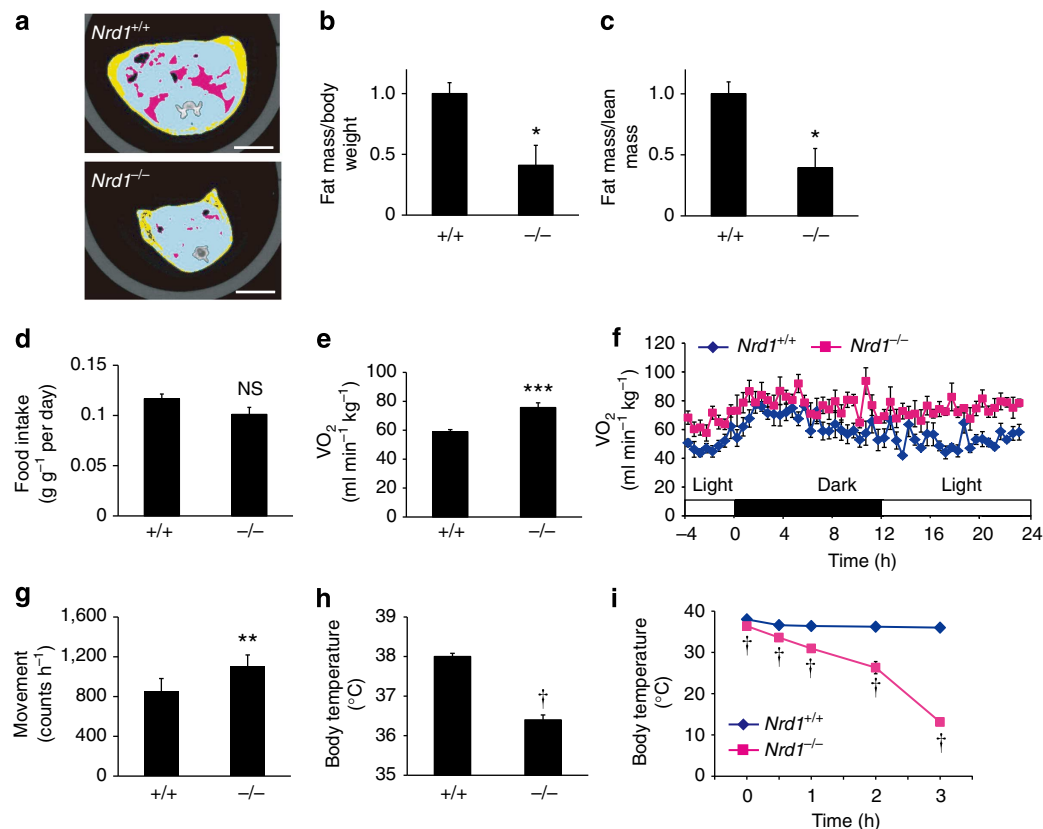 a
Nrd1+/+
Nrd1–/–
b
Fat mass/body
weight
1.0
0.5
0
*
+/+
–/–
c
Fat mass/lean
mass
1.0
0.5
0
*
+/+
–/–
d
Food intake
(g g–1 per day)
0.15
0.1
0.05
0
NS
+/+
–/–
e
VO2
(ml min–1 kg–1)
100
80
60
40
20
0
***
+/+
–/–
f
VO2
(ml min–1 kg–1)
120
100
80
60
40
20
0
Nrd1+/+
Nrd1–/–
Light
Dark
Light
–4 0 4 8 12 16 20 24
Time (h)
g
Movement
(counts h–1)
1,600
1,200
800
400
0
**
+/+
–/–
h
Body temperature
(°C)
39
38
37
36
35
†
+/+
–/–
i
Body temperature
(°C)
40
30
20
10
0
† † † † †
Nrd1+/+
Nrd1–/–
0 1 2 3
Time (h)